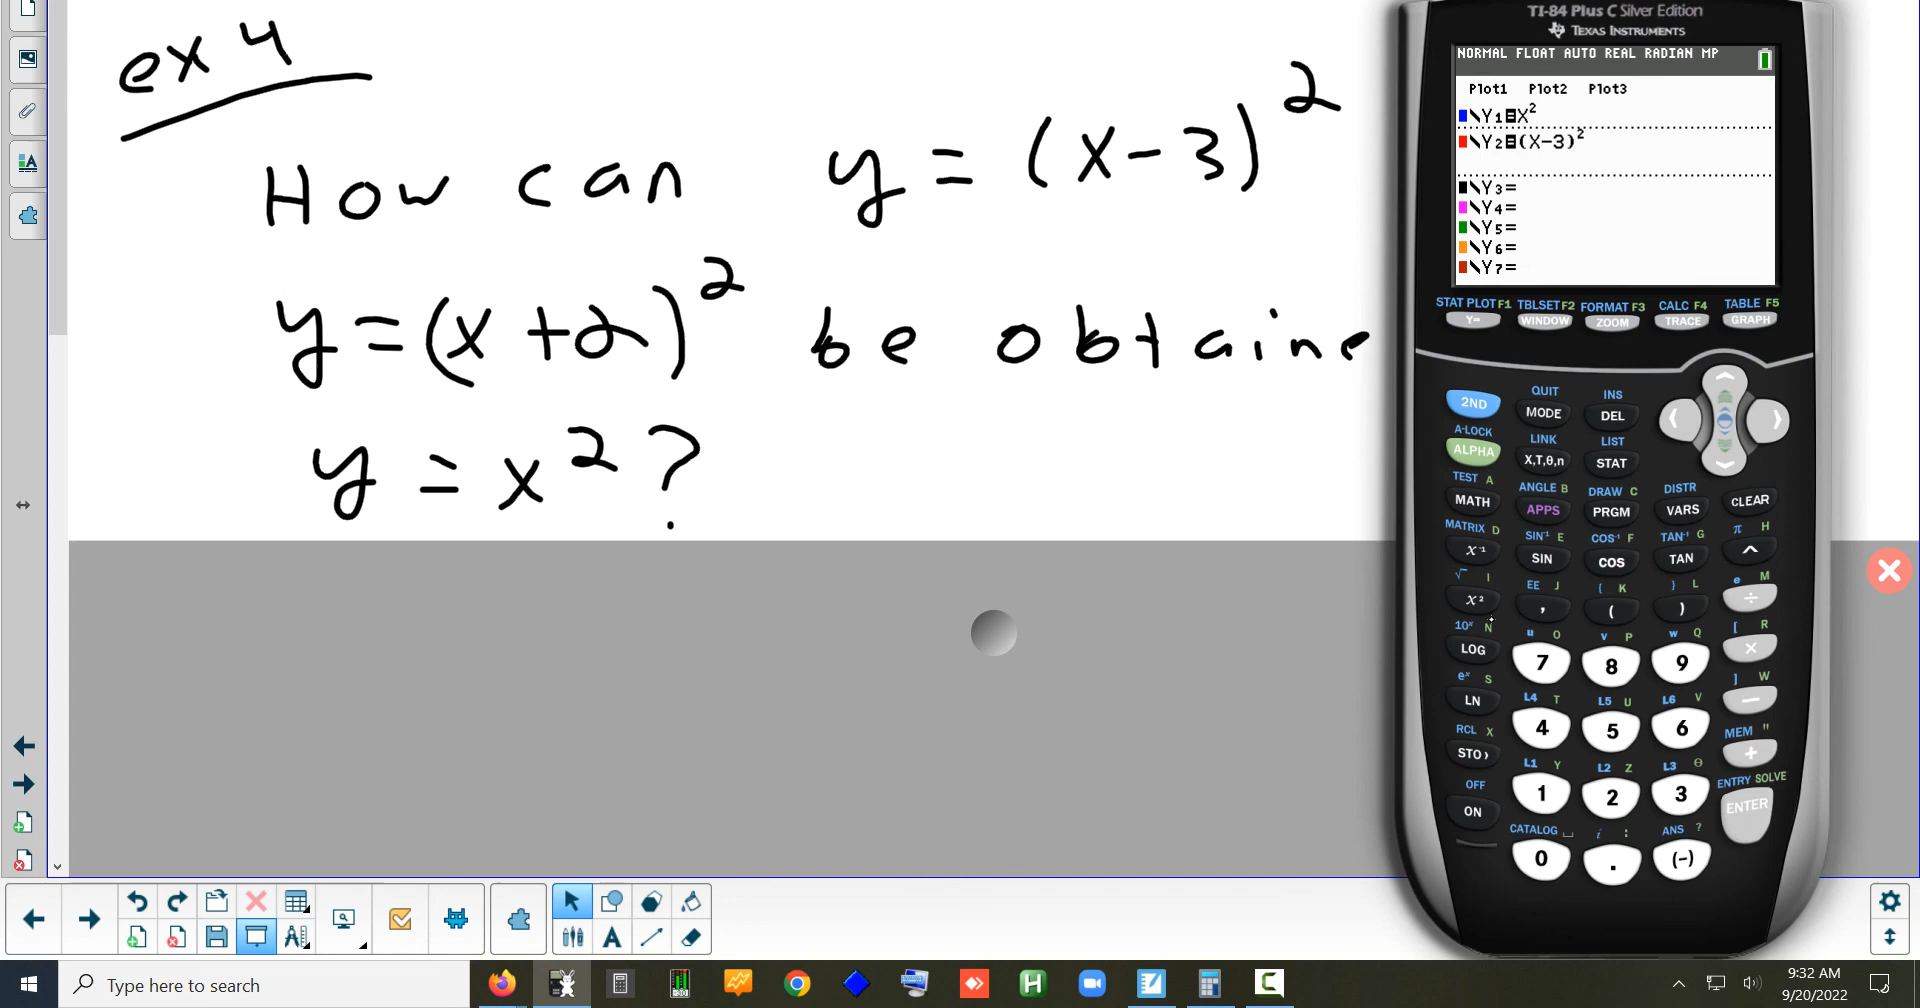 ex 4
How can y = (x - 3)²
y = (x + 2)² be obtaine
y = x²?
TI-84 Plus C Silver Edition
TEXAS INSTRUMENTS
NORMAL FLOAT AUTO REAL RADIAN MP
Plot1 Plot2 Plot3
\Y₁=X²
\Y₂=(X-3)²
\Y₃=
\Y₄=
\Y₅=
\Y₆=
\Y₇=
STAT PLOT F1 TBLSET F2 FORMAT F3 CALC F4 TABLE F5
Y= WINDOW ZOOM TRACE GRAPH
QUIT INS
2ND MODE DEL
A-LOCK LINK LIST
ALPHA X,T,θ,n STAT
TEST A ANGLE B DRAW C DISTR
MATH APPS PRGM VARS CLEAR
MATRIX D SIN⁻¹ E COS⁻¹ F TAN⁻¹ G π H
x⁻¹ SIN COS TAN ^
√ I EE J { K } L e M
x² , ( ) ÷
10ˣ N u O v P w Q [ R
LOG 7 8 9 ×
eˣ S L4 T L5 U L6 V ] W
LN 4 5 6 −
RCL X L1 Y L2 Z L3 θ MEM "
STO› 1 2 3 +
OFF CATALOG ⎵ i : ANS ? ENTRY SOLVE
ON 0 . (-) ENTER
A
Type here to search
9:32 AM
9/20/2022